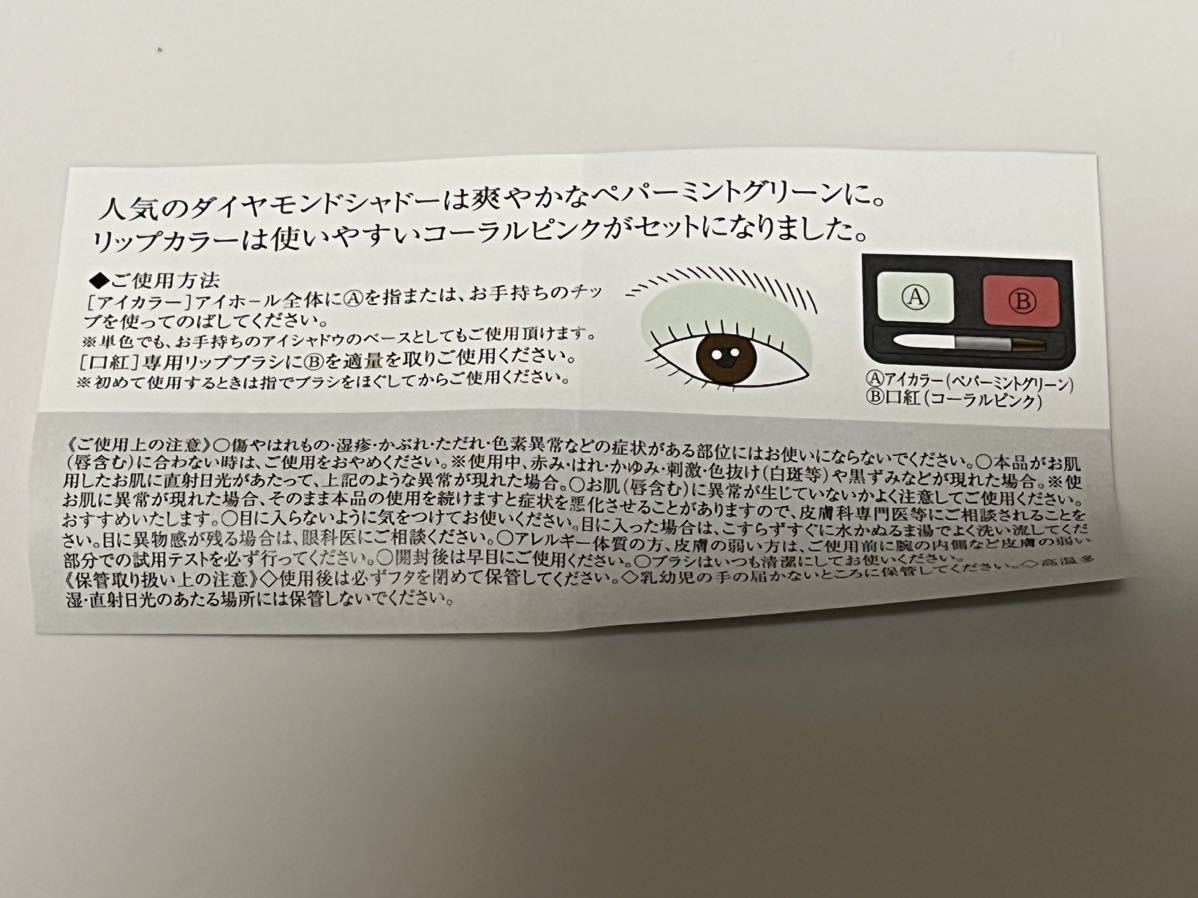 人気のダイヤモンドシャドーは爽やかなペパーミントグリーンに。
リップカラーは使いやすいコーラルピンクがセットになりました。
◆ご使用方法
[アイカラー]アイホール全体にⒶを指または、お手持ちのチッ
プを使ってのばしてください。
※単色でも、お手持ちのアイシャドウのベースとしてもご使用頂けます。
[口紅]専用リップブラシにⒷを適量を取りご使用ください。
※初めて使用するときは指でブラシをほぐしてからご使用ください。
Ⓐ
Ⓑ
Ⓐアイカラー(ペパーミントグリーン)
Ⓑ口紅(コーラルピンク)
《ご使用上の注意》○傷やはれもの・湿疹・かぶれ・ただれ・色素異常などの症状がある部位にはお使いにならないでください。○本品がお肌
(唇含む)に合わない時は、ご使用をおやめください。※使用中、赤み・はれ・かゆみ・刺激・色抜け(白斑等)や黒ずみなどが現れた場合。※使
用したお肌に直射日光があたって、上記のような異常が現れた場合。○お肌(唇含む)に異常が生じていないかよく注意してご使用ください。
お肌に異常が現れた場合、そのまま本品の使用を続けますと症状を悪化させることがありますので、皮膚科専門医等にご相談されることを
おすすめいたします。○目に入らないように気をつけてお使いください。目に入った場合は、こすらずすぐに水かぬるま湯でよく洗い流してくだ
さい。目に異物感が残る場合は、眼科医にご相談ください。○アレルギー体質の方、皮膚の弱い方は、ご使用前に腕の内側など皮膚の弱い
部分での試用テストを必ず行ってください。○開封後は早目にご使用ください。○ブラシはいつも清潔にしてお使いください。
《保管取り扱い上の注意》◇使用後は必ずフタを閉めて保管してください。◇乳幼児の手の届かないところに保管してください。◇高温多
湿・直射日光のあたる場所には保管しないでください。